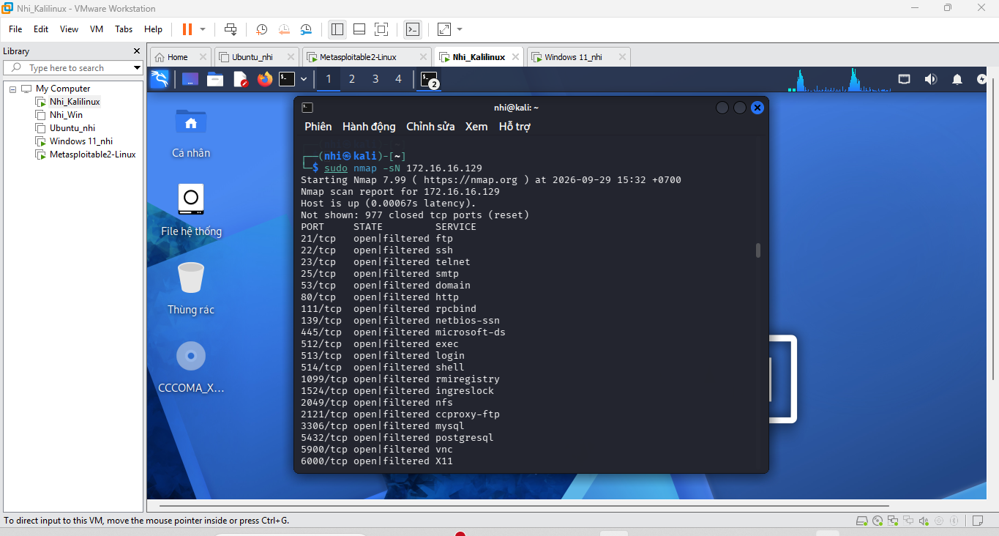 Nhi_Kalilinux - VMware Workstation
File Edit View VM Tabs Help
Library
Type here to search
My Computer
Nhi_Kalilinux
Nhi_Win
Ubuntu_nhi
Windows 11_nhi
Metasploitable2-Linux
Home Ubuntu_nhi Metasploitable2-Linux Nhi_Kalilinux Windows 11_nhi
1 2 3 4 2
Cá nhân
File hệ thống
Thùng rác
CCCOMA_X...
nhi@kali: ~
Phiên Hành động Chỉnh sửa Xem Hỗ trợ
┌──(nhi㉿kali)-[~]
└─$ sudo nmap -sN 172.16.16.129
Starting Nmap 7.99 ( https://nmap.org ) at 2026-09-29 15:32 +0700
Nmap scan report for 172.16.16.129
Host is up (0.00067s latency).
Not shown: 977 closed tcp ports (reset)
PORT STATE SERVICE
21/tcp open|filtered ftp
22/tcp open|filtered ssh
23/tcp open|filtered telnet
25/tcp open|filtered smtp
53/tcp open|filtered domain
80/tcp open|filtered http
111/tcp open|filtered rpcbind
139/tcp open|filtered netbios-ssn
445/tcp open|filtered microsoft-ds
512/tcp open|filtered exec
513/tcp open|filtered login
514/tcp open|filtered shell
1099/tcp open|filtered rmiregistry
1524/tcp open|filtered ingreslock
2049/tcp open|filtered nfs
2121/tcp open|filtered ccproxy-ftp
3306/tcp open|filtered mysql
5432/tcp open|filtered postgresql
5900/tcp open|filtered vnc
6000/tcp open|filtered X11
To direct input to this VM, move the mouse pointer inside or press Ctrl+G.